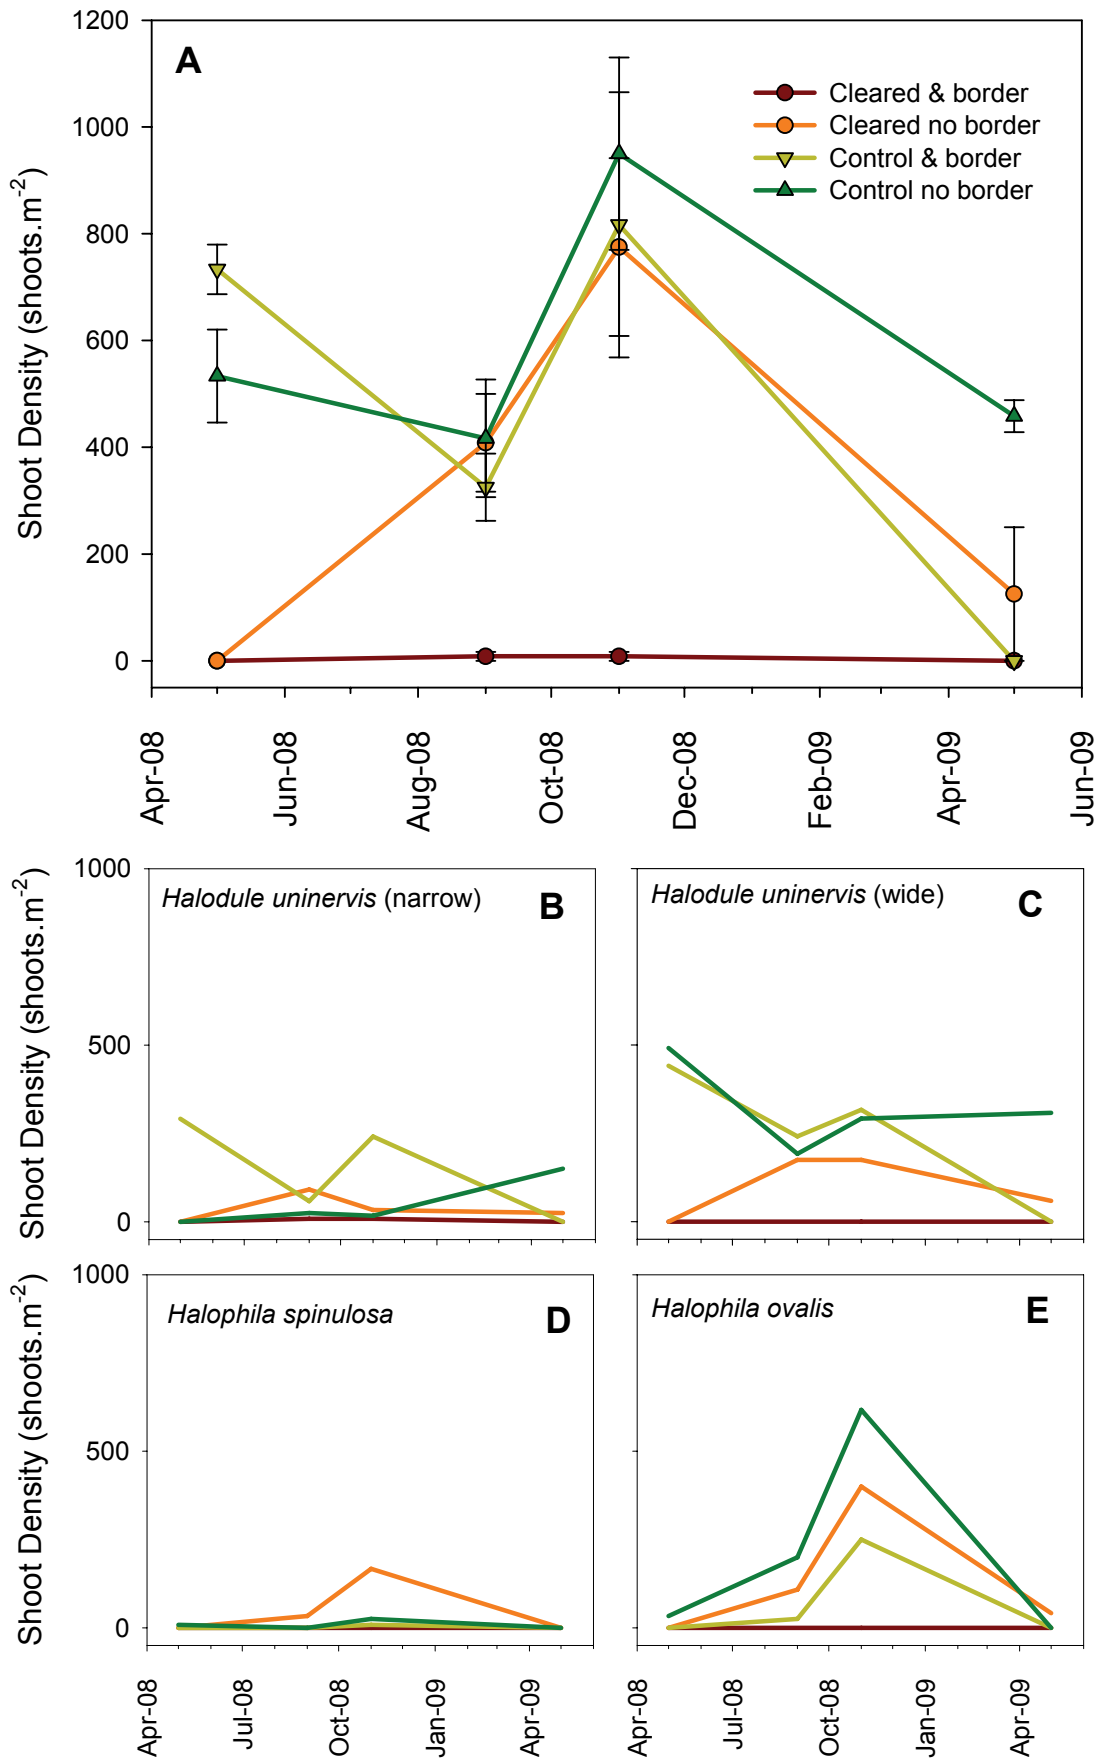 1200
1000
800
600
400
200
0
Shoot Density (shoots.m-2)
A
Cleared & border
Cleared no border
Control & border
Control no border
Apr-08
Jun-08
Aug-08
Oct-08
Dec-08
Feb-09
Apr-09
Jun-09
1000
500
0
Shoot Density (shoots.m-2)
Halodule uninervis (narrow)
B
Halodule uninervis (wide)
C
1000
500
0
Shoot Density (shoots.m-2)
Halophila spinulosa
D
Halophila ovalis
E
Apr-08
Jul-08
Oct-08
Jan-09
Apr-09
Apr-08
Jul-08
Oct-08
Jan-09
Apr-09